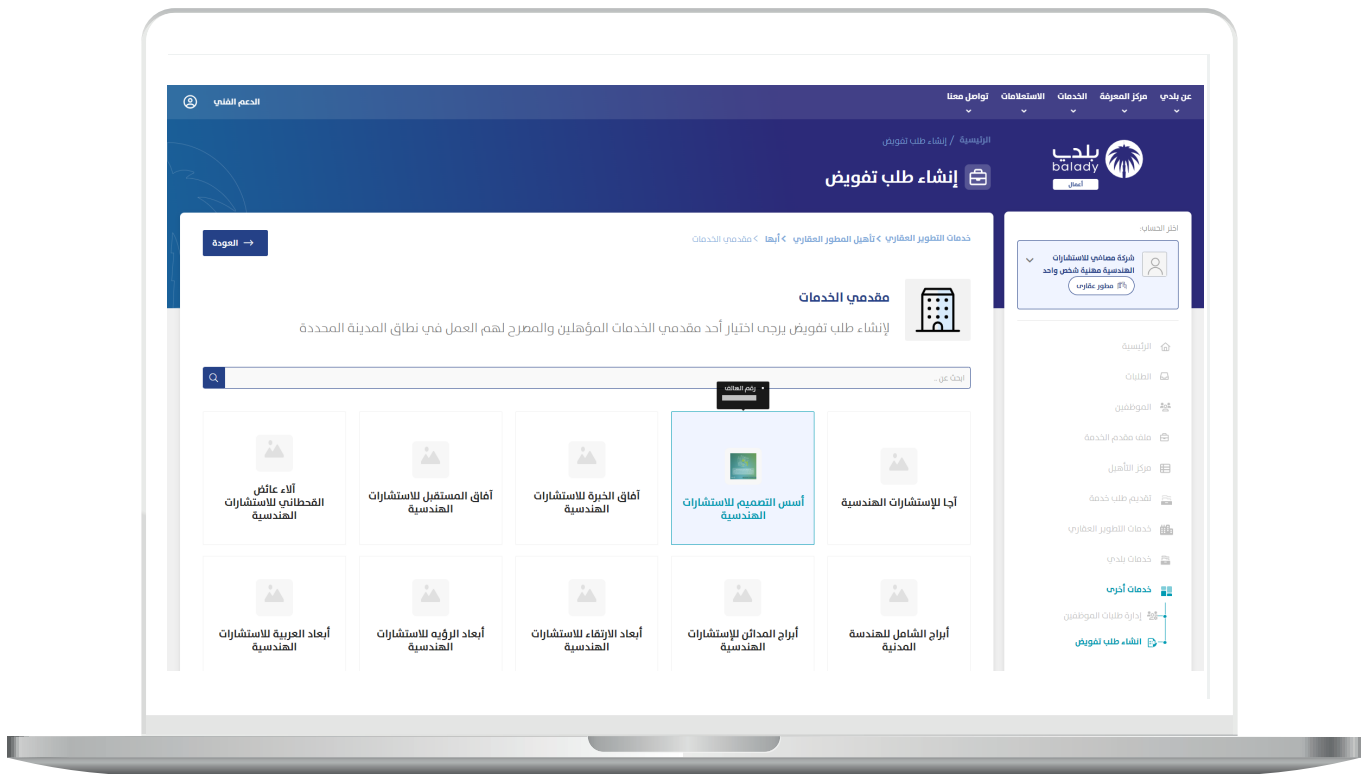 عن بلدي
مركز المعرفة
الخدمات
الاستعلامات
تواصل معنا
الدعم الفني
بلدي
balady
أعمال
الرئيسية / إنشاء طلب تفويض
إنشاء طلب تفويض
اختر الحساب:
شركة مصافي للاستشارات
الهندسية مهنية شخص واحد
مطور عقاري
الرئيسية
الطلبات
الموظفين
ملف مقدم الخدمة
مركز التأهيل
تقديم طلب خدمة
خدمات التطوير العقاري
خدمات بلدي
خدمات أخرى
إدارة طلبات الموظفين
انشاء طلب تفويض
خدمات التطوير العقاري > تأهيل المطور العقاري > أبها > مقدمي الخدمات
العودة →
مقدمي الخدمات
لإنشاء طلب تفويض يرجى اختيار أحد مقدمي الخدمات المؤهلين والمصرح لهم العمل في نطاق المدينة المحددة
ابحث عن..
• رقم الهاتف
آجا للإستشارات الهندسية
أسس التصميم للاستشارات
الهندسية
آفاق الخبرة للاستشارات
الهندسية
آفاق المستقبل للاستشارات
الهندسية
آلاء عائض
القحطاني للاستشارات
الهندسية
أبراج الشامل للهندسة
المدنية
أبراج المدائن للإستشارات
الهندسية
أبعاد الارتقاء للاستشارات
الهندسية
أبعاد الرؤيه للاستشارات
الهندسية
أبعاد العربية للاستشارات
الهندسية